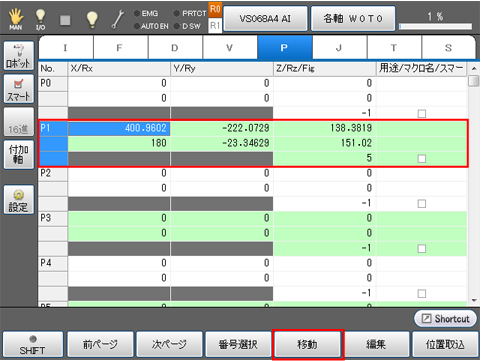 MAN
I/O
EMG
PRTCT
AUTO EN
D SW
R0
R1
VS068A4 AI
各軸 W0T0
1 %
I F D V P J T S
ロボット
スマート
16進
付加軸
設定
No. X/Rx Y/Ry Z/Rz/Fig 用途/マクロ名/スマー
P0 0 0 0
0 0 0
-1
P1 400.9602 -222.0729 138.3819
180 -23.34629 151.02
5
P2 0 0 0
0 0 0
-1
P3 0 0 0
0 0 0
-1
P4 0 0 0
0 0 0
-1
P5 0 0 0
Shortcut
SHIFT 前ページ 次ページ 番号選択 移動 編集 位置取込